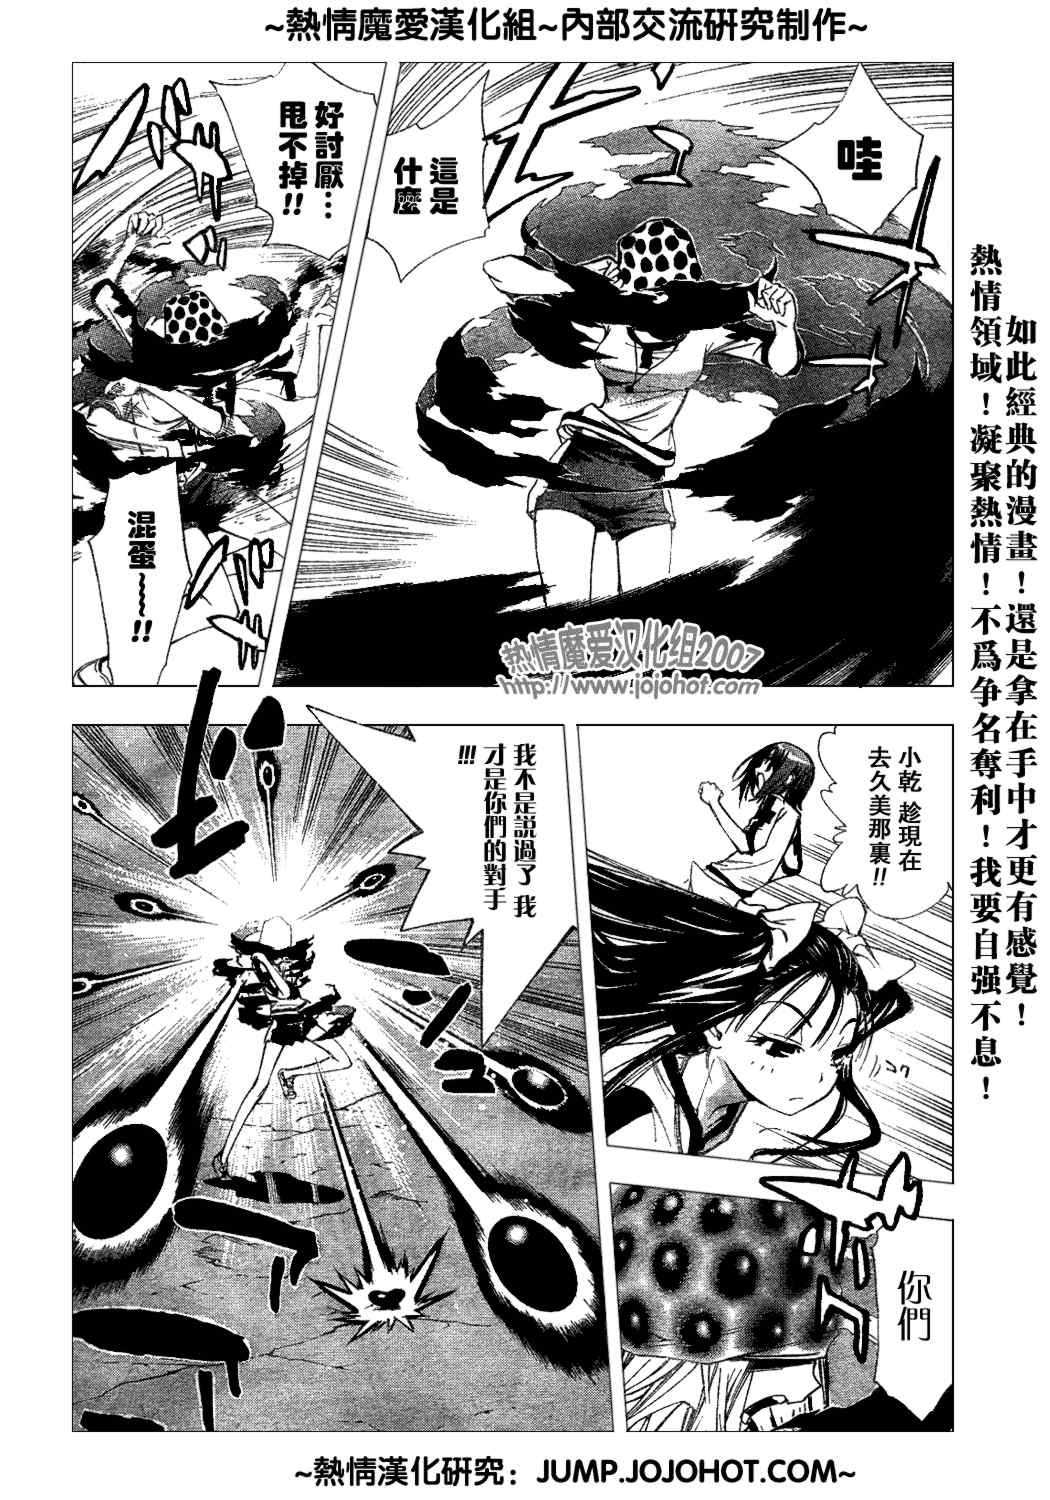 ~熱情魔愛漢化組~內部交流研究制作~
哇
這是
什麼
好討厭…
甩不掉!!
混蛋~~!!
熱情魔爱汉化组2007
http://www.jojohot.com
如此經典的漫畫！還是拿在手中才更有感覺！
熱情領域！凝聚熱情！不爲争名奪利！我要自强不息！
小乾 趁現在
去久美那裏!!
コク
你們
我不是説過了 我
才是你們的對手
!!!
~熱情漢化研究：JUMP.JOJOHOT.COM~